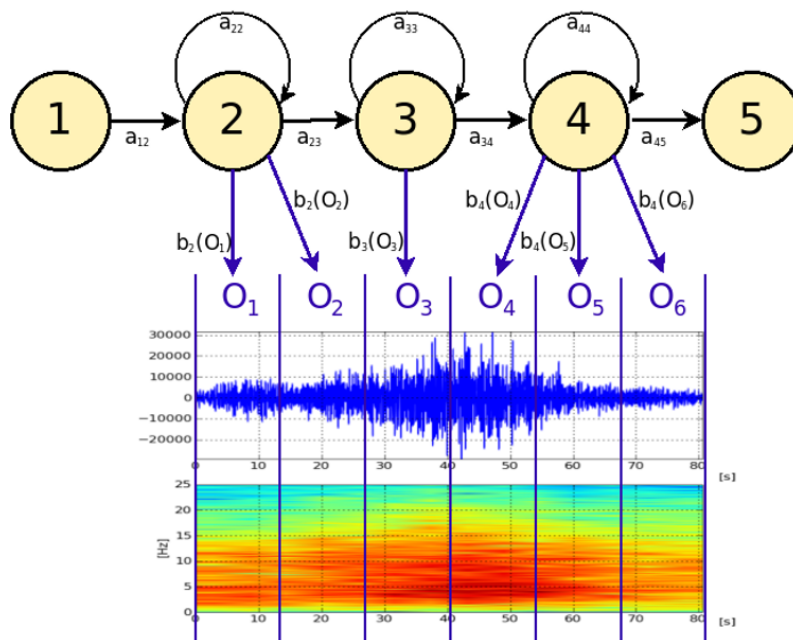 a₂₂ a₃₃ a₄₄
1 2 3 4 5
a₁₂ a₂₃ a₃₄ a₄₅
b₂(O₂) b₄(O₄) b₄(O₆)
b₂(O₁) b₃(O₃) b₄(O₅)
O₁ O₂ O₃ O₄ O₅ O₆
30000
20000
10000
0
−10000
−20000
0 10 20 30 40 50 60 70 80 [s]
25
20
15
10
5
0
[Hz]
0 10 20 30 40 50 60 70 80 [s]